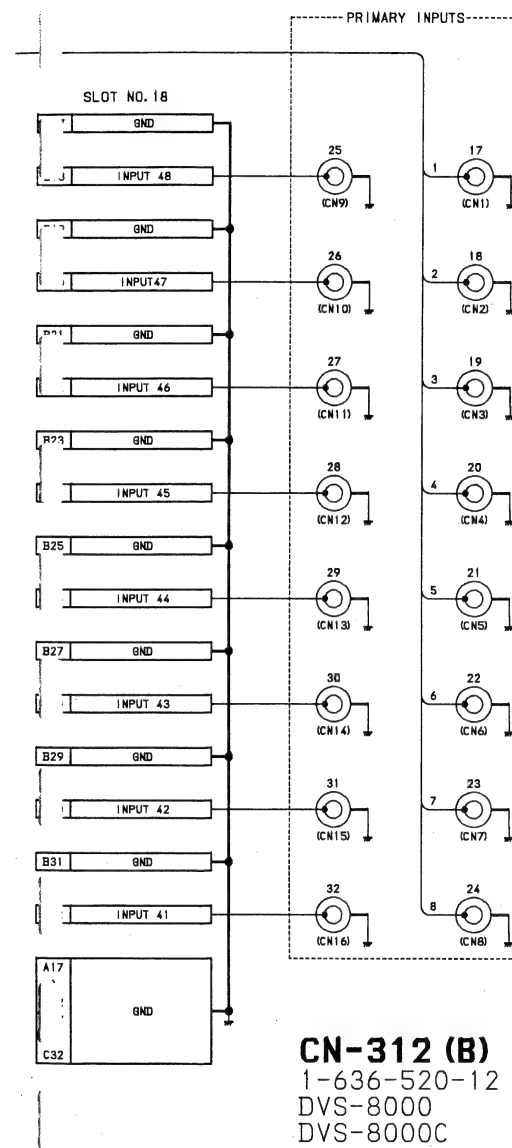 PRIMARY INPUTS
SLOT NO. 18
GND
25 17
INPUT 48 1
(CN9) (CN1)
GND
26 18
INPUT47 2
(CN10) (CN2)
GND
27 19
INPUT 46 3
(CN11) (CN3)
B23 GND
28 20
INPUT 45 4
(CN12) (CN4)
B25 GND
29 21
INPUT 44 5
(CN13) (CN5)
B27 GND
30 22
INPUT 43 6
(CN14) (CN6)
B29 GND
31 23
INPUT 42 7
(CN15) (CN7)
B31 GND
32 24
INPUT 41 8
(CN16) (CN8)
A17
GND
C32
CN-312 (B)
1-636-520-12
DVS-8000
DVS-8000C